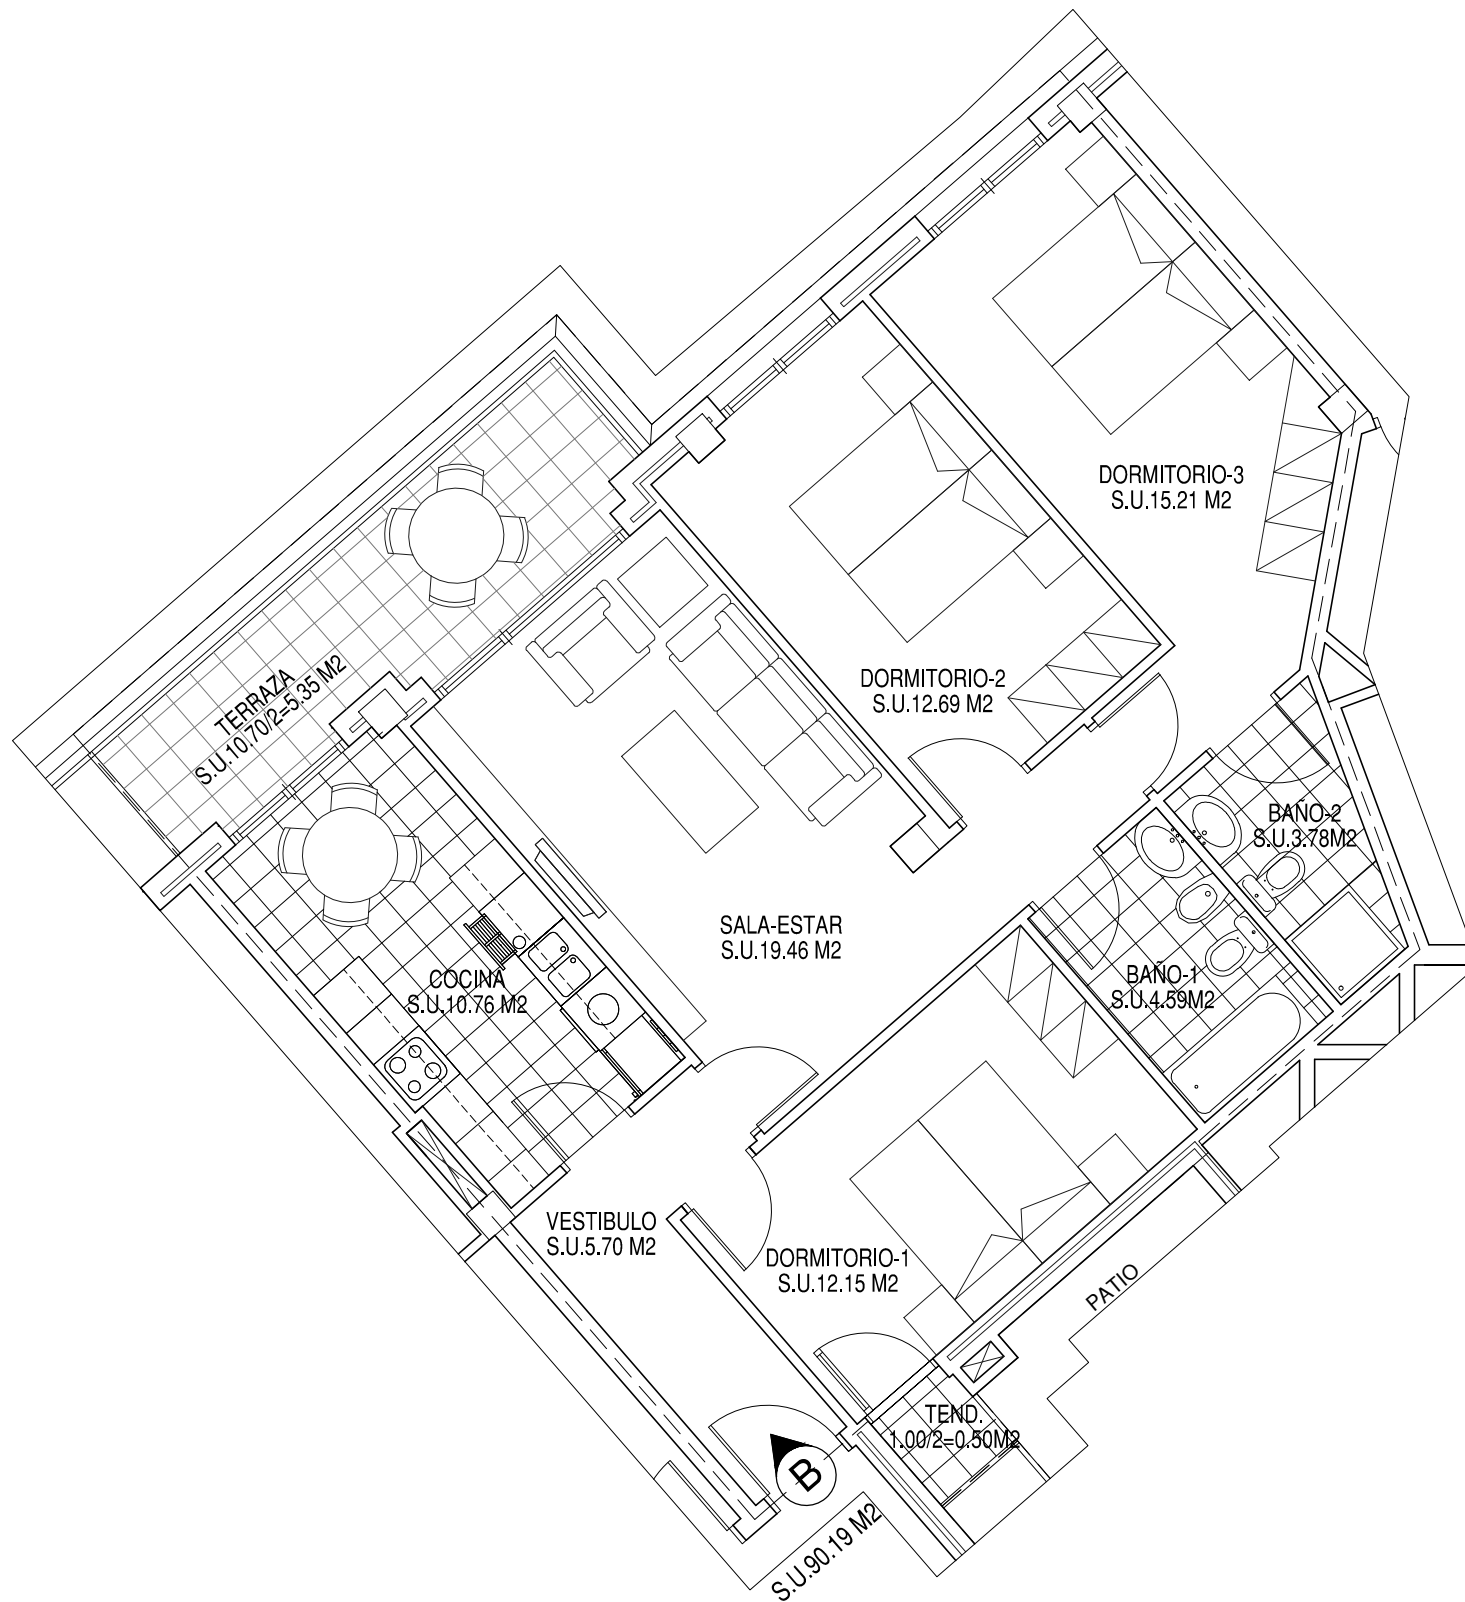 DORMITORIO-3
S.U.15.21 M2
TERRAZA
S.U.10.70/2=5.35 M2
DORMITORIO-2
S.U.12.69 M2
BAÑO-2
S.U.3.78M2
SALA-ESTAR
S.U.19.46 M2
COCINA
S.U.10.76 M2
BAÑO-1
S.U.4.59M2
VESTIBULO
S.U.5.70 M2
DORMITORIO-1
S.U.12.15 M2
PATIO
TEND.
1.00/2=0.50M2
B
S.U.90.19 M2